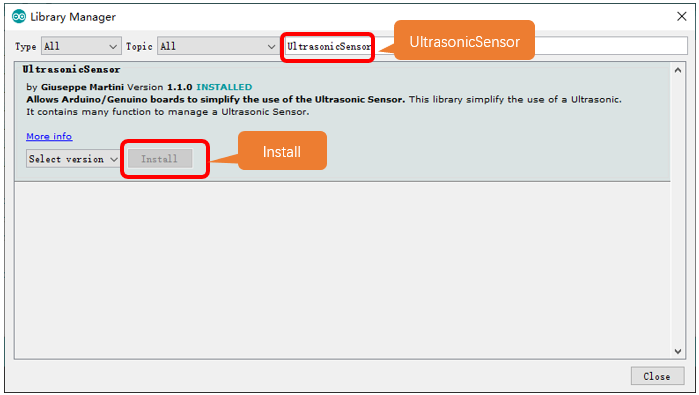 Library Manager
Type All Topic All UltrasonicSensor
UltrasonicSensor
UltrasonicSensor
by Giuseppe Martini Version 1.1.0 INSTALLED
Allows Arduino/Genuino boards to simplify the use of the Ultrasonic Sensor. This library simplify the use of a Ultrasonic.
It contains many function to manage a Ultrasonic Sensor.
More info
Select version Install
Install
Close